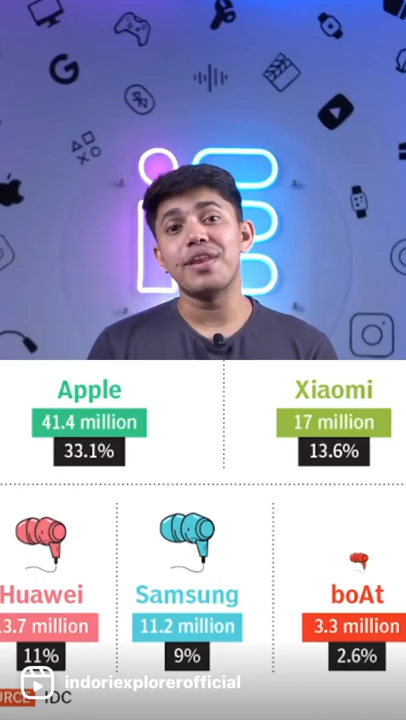 Apple
Xiaomi
41.4 million
17 million
33.1%
13.6%
Huawei
Samsung
boAt
3.7 million
11.2 million
3.3 million
11%
9%
2.6%
indoriexplorerofficial
URCE IDC